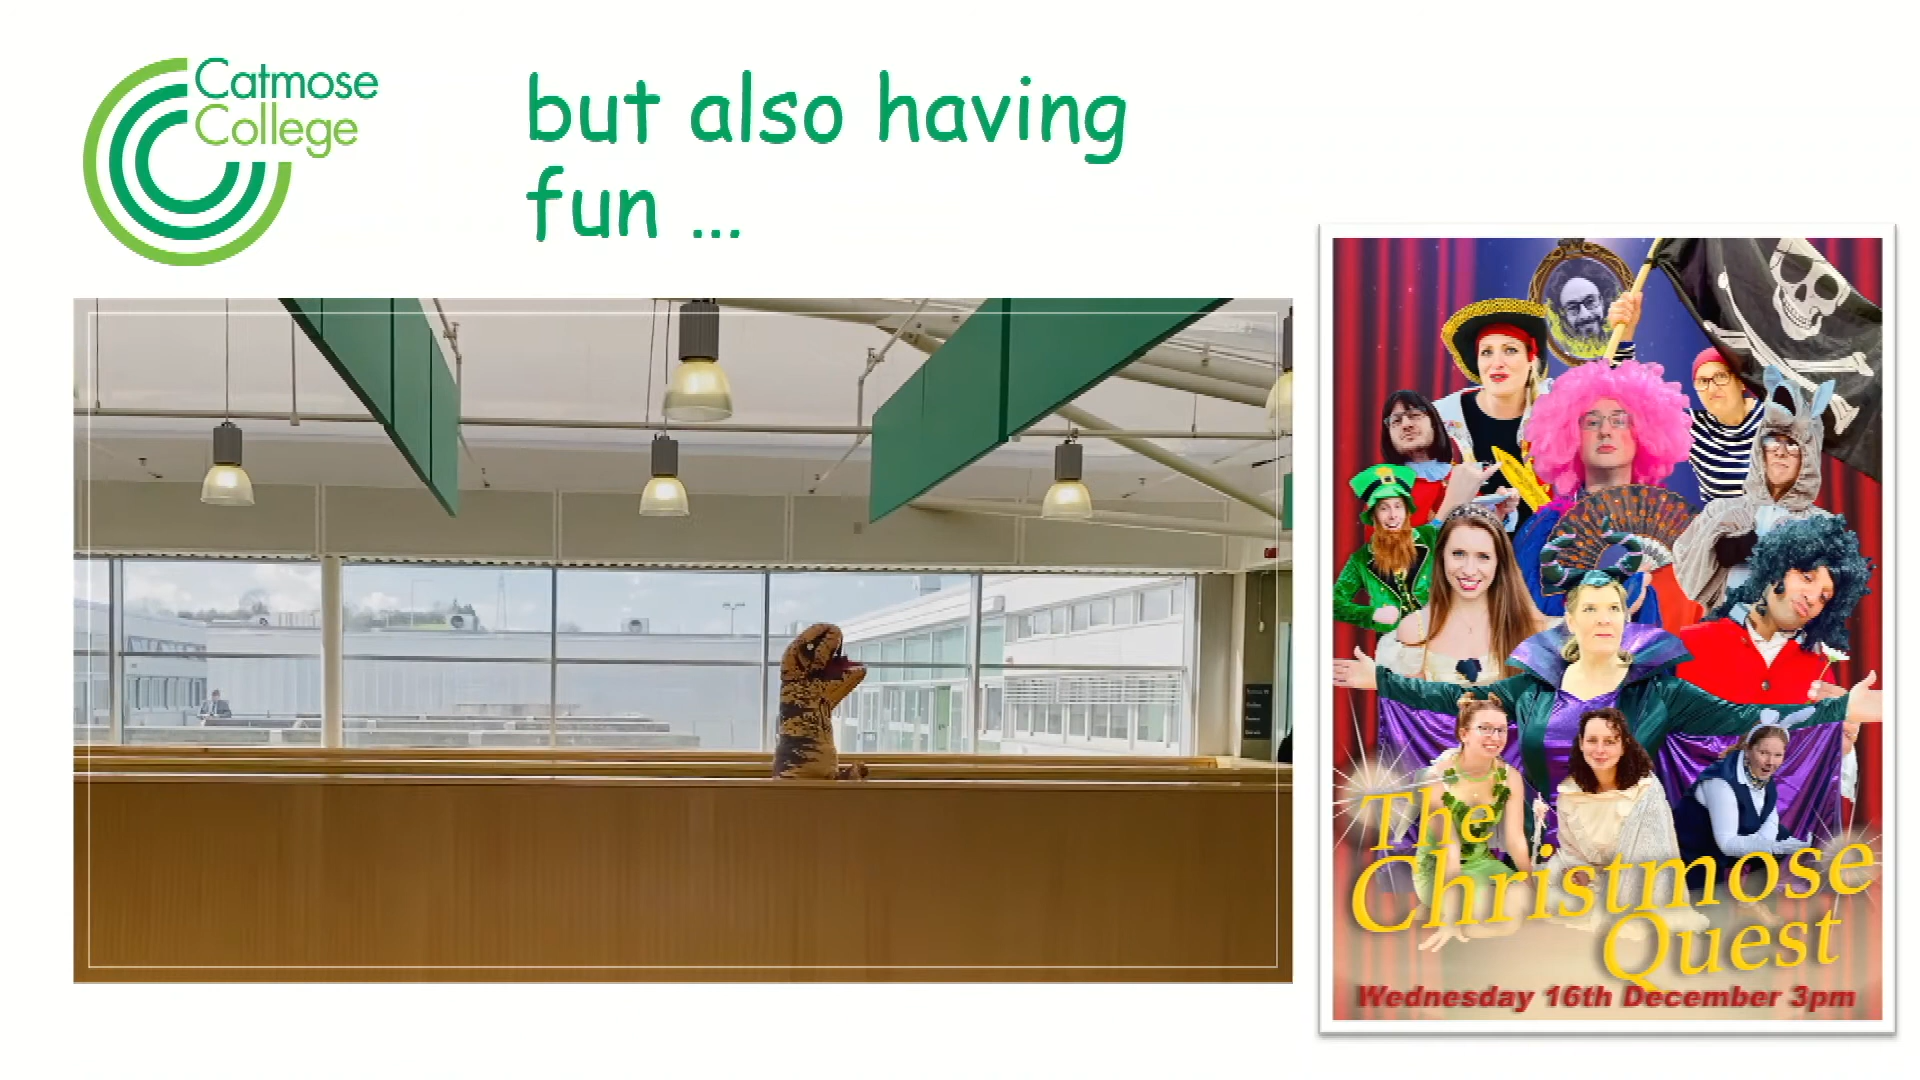 Catmose
College
but also having
fun ...
The
Christmose
Quest
Wednesday 16th December 3pm